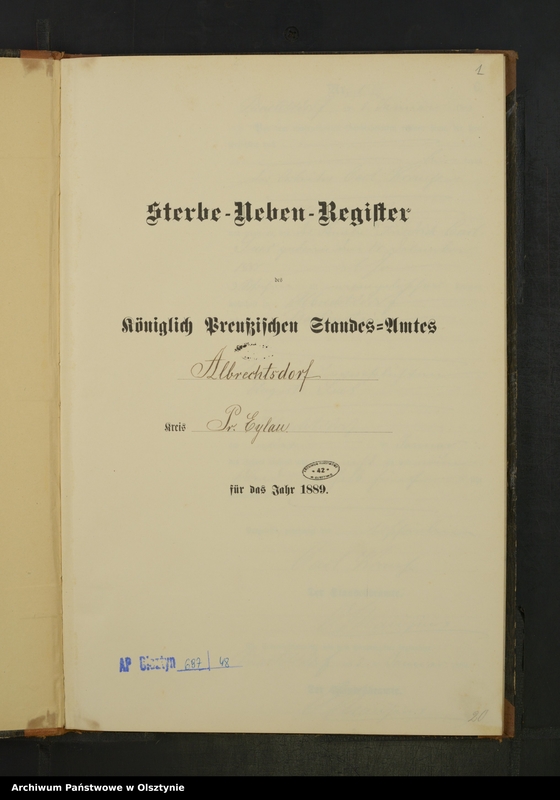 1
Sterbe-Neben-Register
des
Königlich Preußischen Standes=Amtes
Albrechtsdorf
Kreis Pr. Eylau
42
für das Jahr 1889.
AP Olsztyn 687/48
20
Archiwum Państwowe w Olsztynie